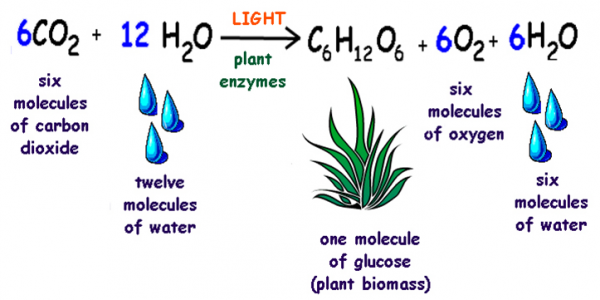 6CO₂ + 12 H₂O LIGHT → C₆H₁₂O₆ + 6O₂+ 6H₂O
plant
enzymes
six
molecules
of carbon
dioxide
twelve
molecules
of water
one molecule
of glucose
(plant biomass)
six
molecules
of oxygen
six
molecules
of water